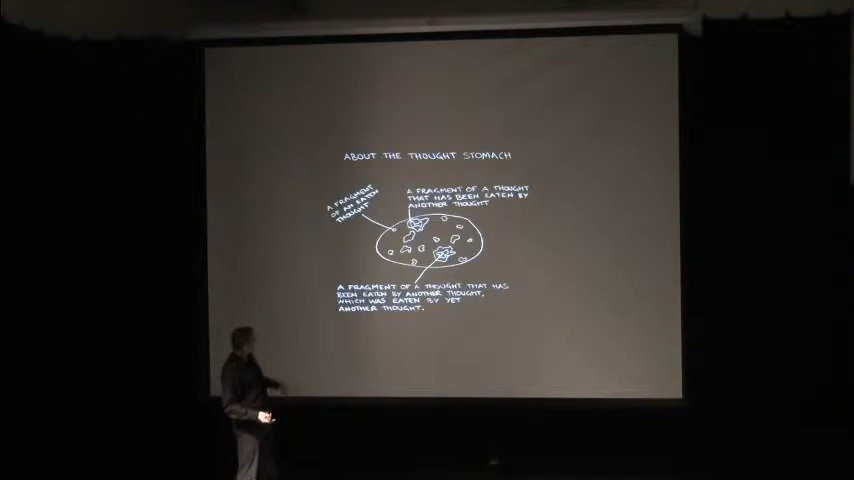 ABOUT THE THOUGHT STOMACH
A FRAGMENT
OF AN EATEN
THOUGHT
A FRAGMENT OF A THOUGHT
THAT HAS BEEN EATEN BY
ANOTHER THOUGHT
A FRAGMENT OF A THOUGHT THAT HAS
BEEN EATEN BY ANOTHER THOUGHT,
WHICH WAS EATEN BY YET
ANOTHER THOUGHT.